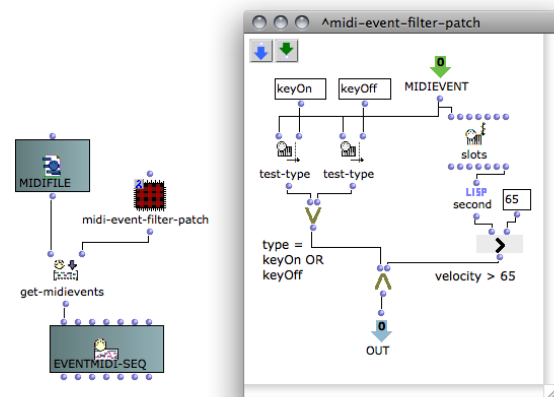 ^midi-event-filter-patch
0
keyOn
keyOff
MIDIEVENT
test-type
test-type
slots
LISP
second
65
>
type =
keyOn OR
keyOff
velocity > 65
0
OUT
MIDIFILE
2
midi-event-filter-patch
get-midievents
EVENTMIDI-SEQ